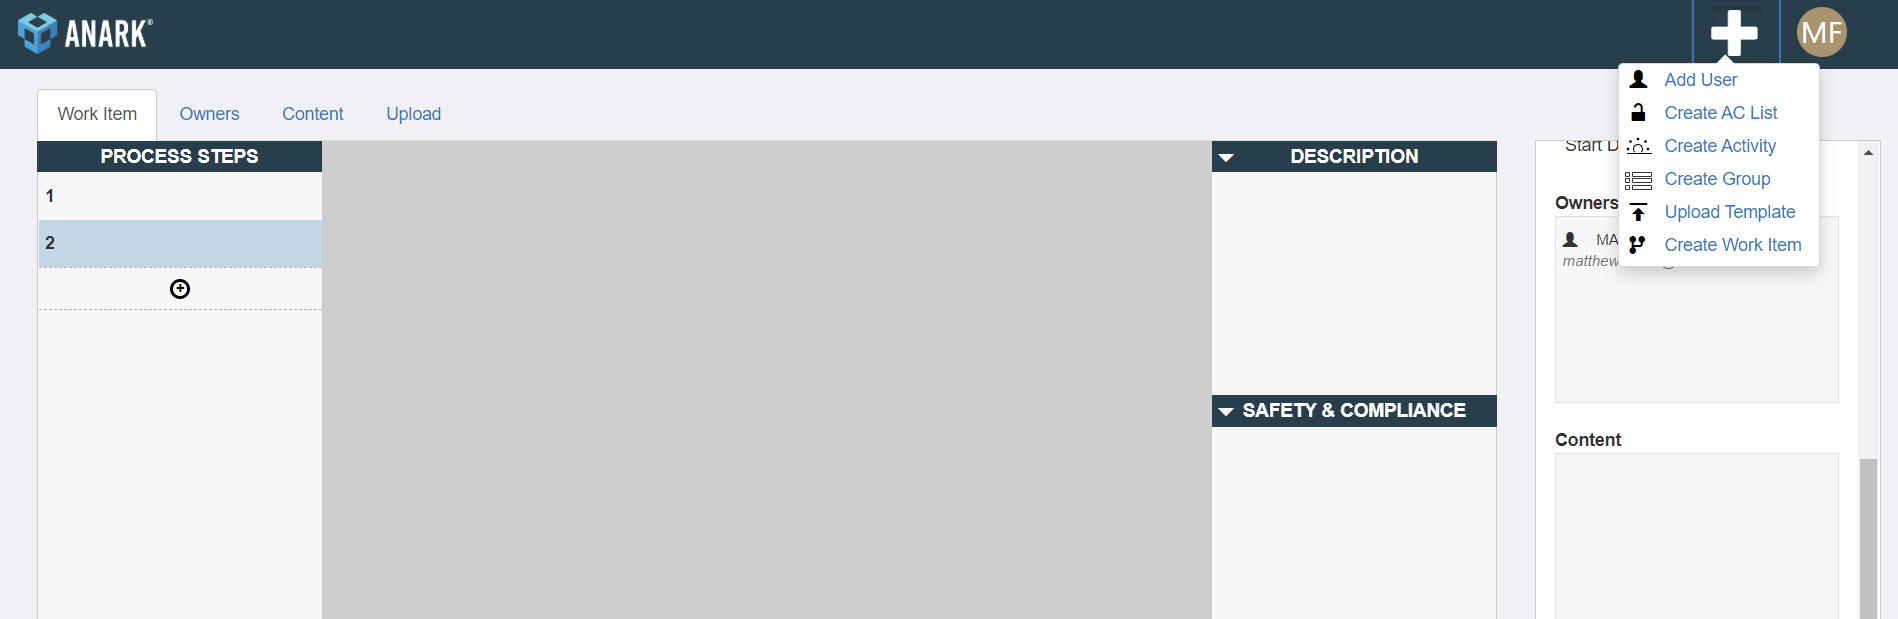 ANARK®
MF
Add User
Create AC List
Create Activity
Create Group
Upload Template
Create Work Item
Work Item
Owners
Content
Upload
PROCESS STEPS
1
2
DESCRIPTION
SAFETY & COMPLIANCE
Start D
Owners
MA
matthew
Content